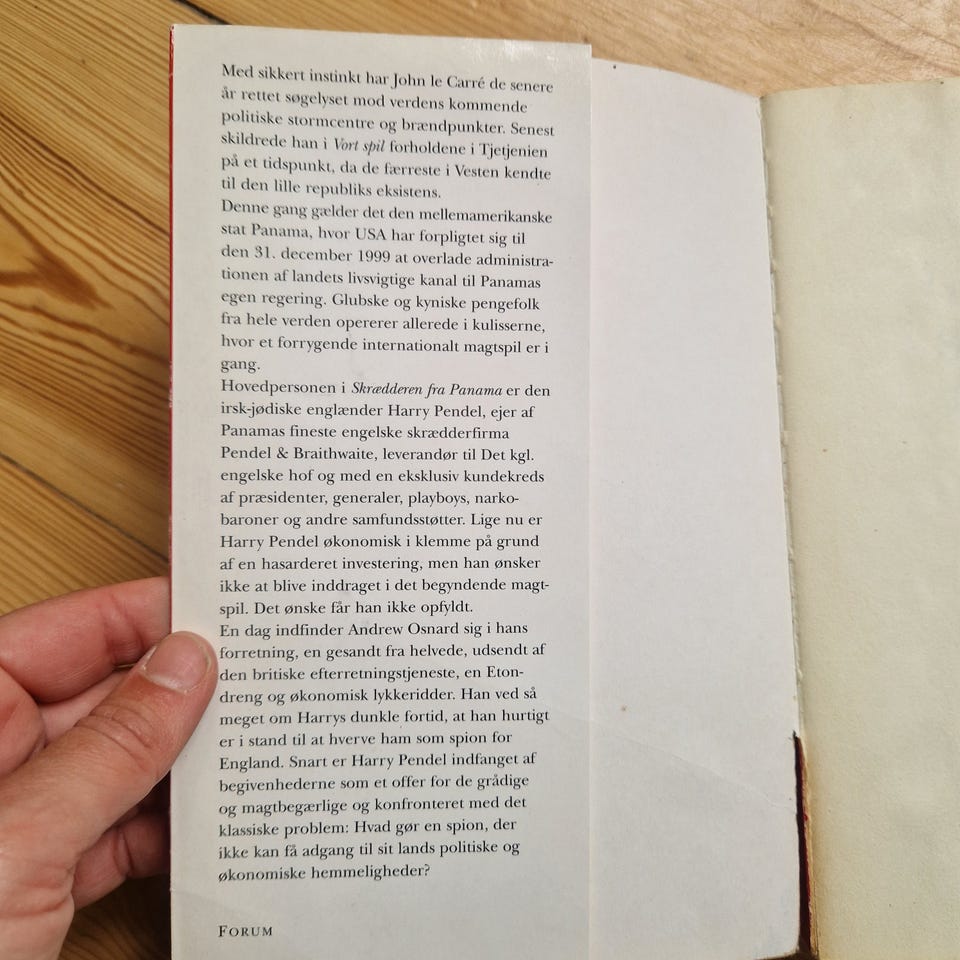 Med sikkert instinkt har John le Carré de senere
år rettet søgelyset mod verdens kommende
politiske stormcentre og brændpunkter. Senest
skildrede han i Vort spil forholdene i Tjetjenien
på et tidspunkt, da de færreste i Vesten kendte
til den lille republiks eksistens.
Denne gang gælder det den mellemamerikanske
stat Panama, hvor USA har forpligtet sig til
den 31. december 1999 at overlade administra-
tionen af landets livsvigtige kanal til Panamas
egen regering. Glubske og kyniske pengefolk
fra hele verden opererer allerede i kulisserne,
hvor et forrygende internationalt magtspil er i
gang.
Hovedpersonen i Skrædderen fra Panama er den
irsk-jødiske englænder Harry Pendel, ejer af
Panamas fineste engelske skrædderfirma
Pendel & Braithwaite, leverandør til Det kgl.
engelske hof og med en eksklusiv kundekreds
af præsidenter, generaler, playboys, narko-
baroner og andre samfundsstøtter. Lige nu er
Harry Pendel økonomisk i klemme på grund
af en hasarderet investering, men han ønsker
ikke at blive inddraget i det begyndende magt-
spil. Det ønske får han ikke opfyldt.
En dag indfinder Andrew Osnard sig i hans
forretning, en gesandt fra helvede, udsendt af
den britiske efterretningstjeneste, en Eton-
dreng og økonomisk lykkeridder. Han ved så
meget om Harrys dunkle fortid, at han hurtigt
er i stand til at hverve ham som spion for
England. Snart er Harry Pendel indfanget af
begivenhederne som et offer for de grådige
og magtbegærlige og konfronteret med det
klassiske problem: Hvad gør en spion, der
ikke kan få adgang til sit lands politiske og
økonomiske hemmeligheder?
FORUM